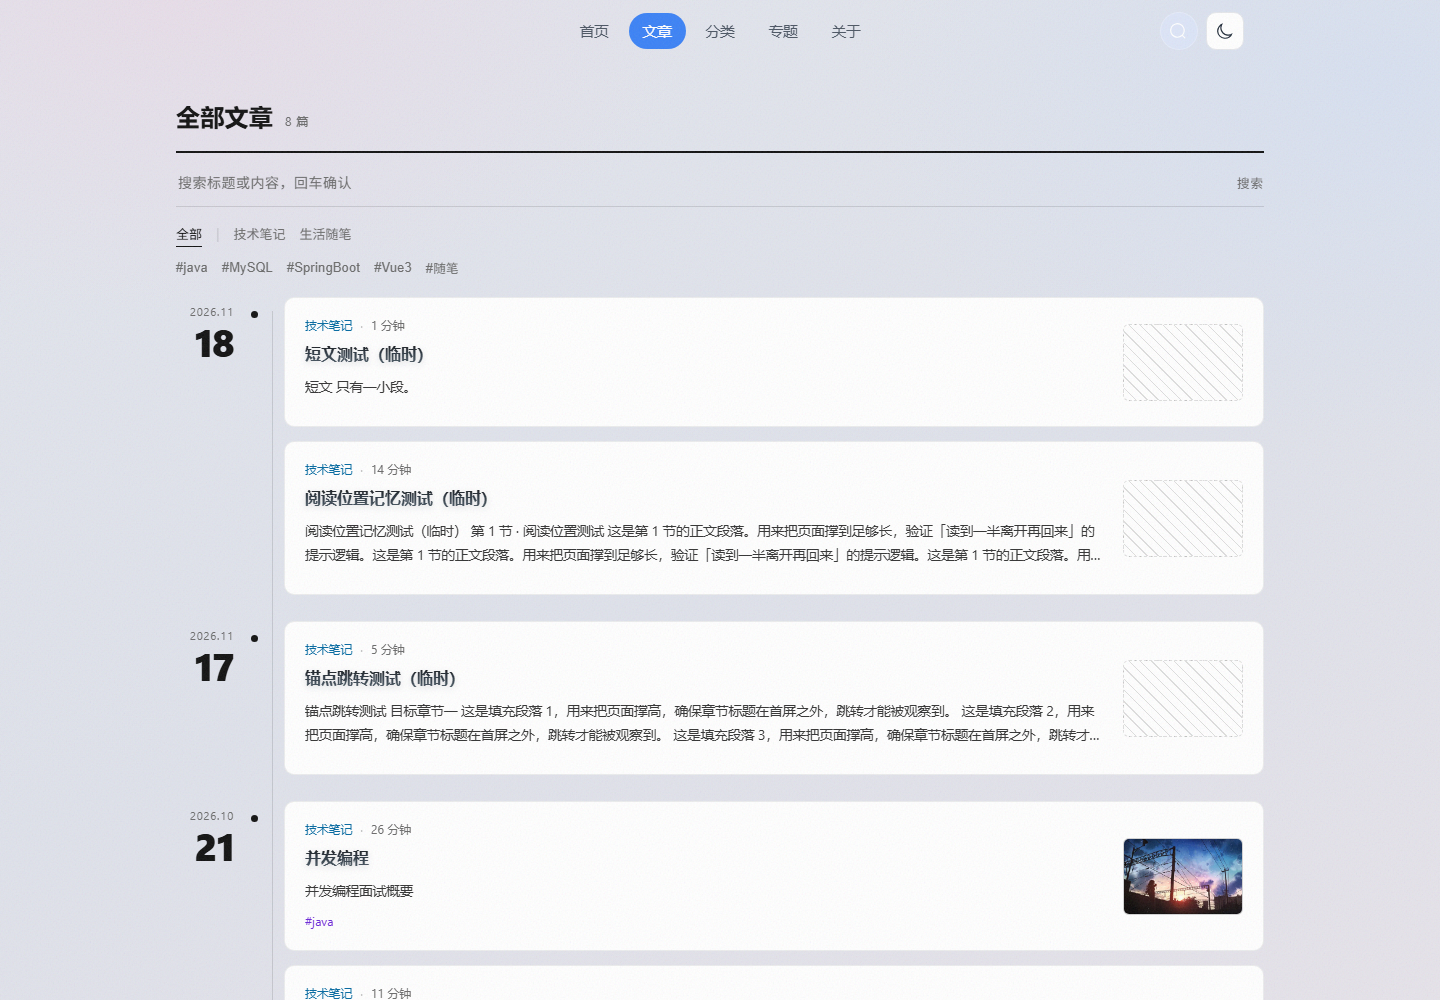 首页 文章 分类 专题 关于
全部文章 8 篇
搜索标题或内容，回车确认 搜索
全部 | 技术笔记 生活随笔
#java #MySQL #SpringBoot #Vue3 #随笔
2026.11
18
技术笔记 · 1 分钟
短文测试（临时）
短文 只有一小段。
技术笔记 · 14 分钟
阅读位置记忆测试（临时）
阅读位置记忆测试（临时） 第 1 节 · 阅读位置测试 这是第 1 节的正文段落。用来把页面撑到足够长，验证「读到一半离开再回来」的
提示逻辑。这是第 1 节的正文段落。用来把页面撑到足够长，验证「读到一半离开再回来」的提示逻辑。这是第 1 节的正文段落。用...
2026.11
17
技术笔记 · 5 分钟
锚点跳转测试（临时）
锚点跳转测试 目标章节一 这是填充段落 1，用来把页面撑高，确保章节标题在首屏之外，跳转才能被观察到。 这是填充段落 2，用来
把页面撑高，确保章节标题在首屏之外，跳转才能被观察到。 这是填充段落 3，用来把页面撑高，确保章节标题在首屏之外，跳转才...
2026.10
21
技术笔记 · 26 分钟
并发编程
并发编程面试概要
#java
技术笔记 · 11 分钟